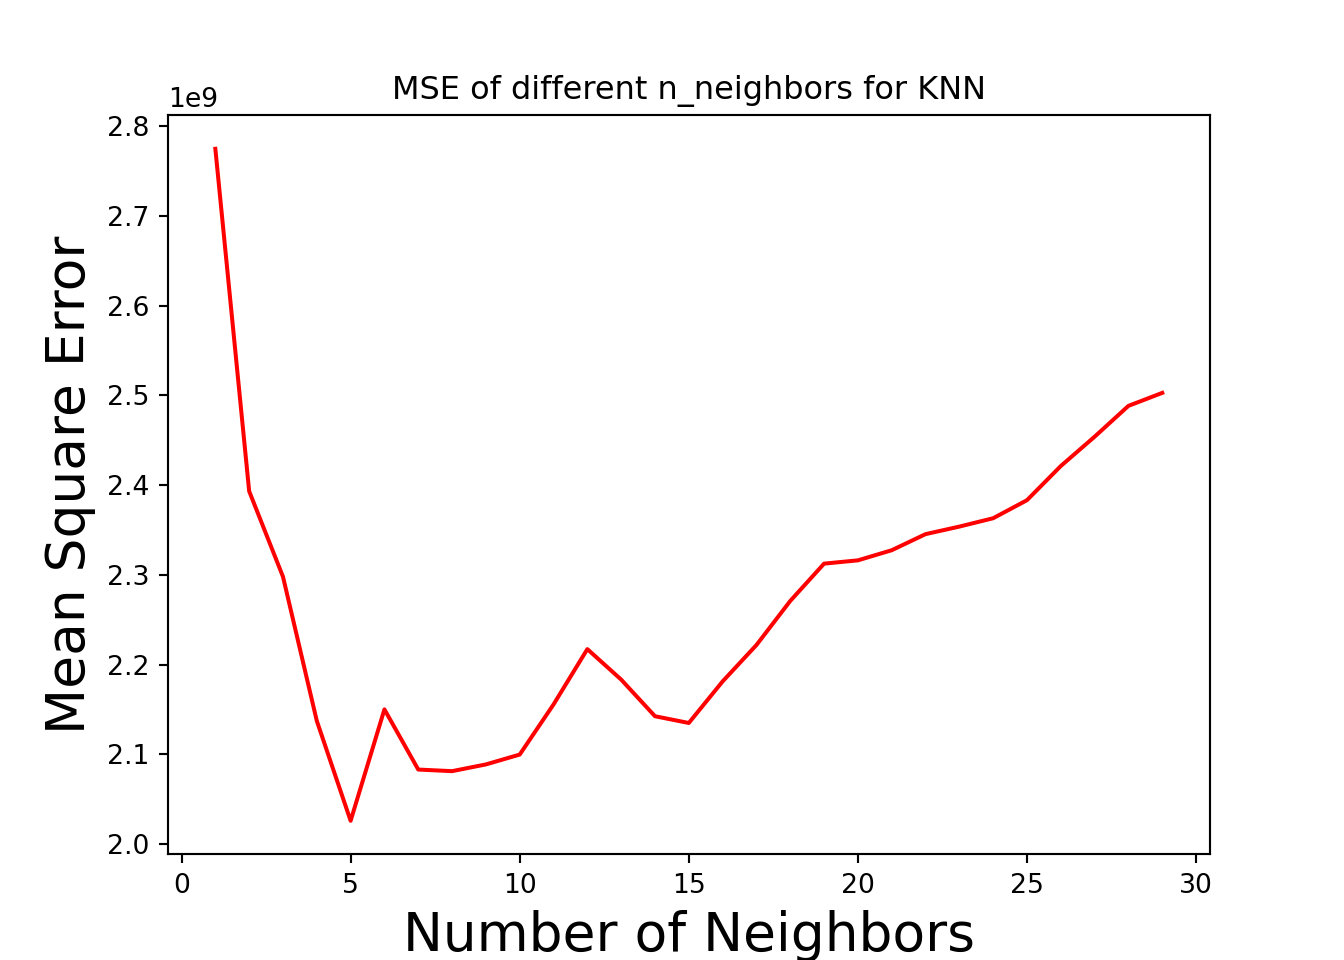 MSE of different n_neighbors for KNN
1e9
2.8
2.7
2.6
2.5
2.4
2.3
2.2
2.1
2.0
Mean Square Error
0 5 10 15 20 25 30
Number of Neighbors